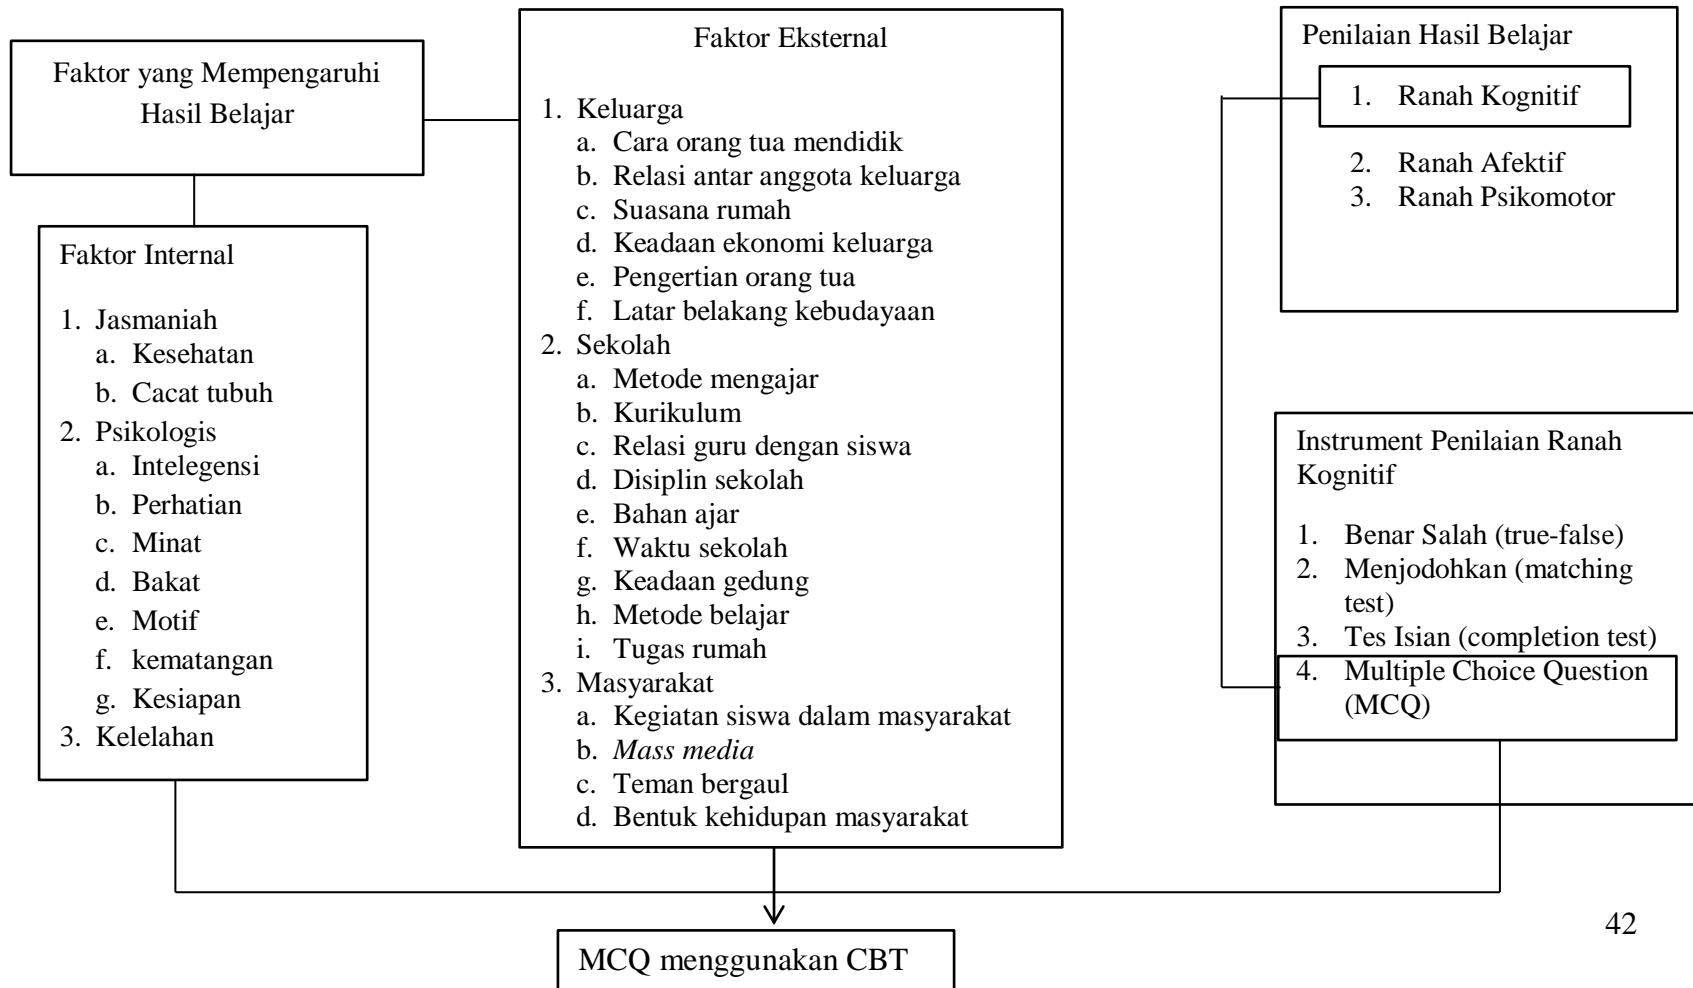 Faktor yang Mempengaruhi
Hasil Belajar
Faktor Internal
1. Jasmaniah
a. Kesehatan
b. Cacat tubuh
2. Psikologis
a. Intelegensi
b. Perhatian
c. Minat
d. Bakat
e. Motif
f. kematangan
g. Kesiapan
3. Kelelahan
Faktor Eksternal
1. Keluarga
a. Cara orang tua mendidik
b. Relasi antar anggota keluarga
c. Suasana rumah
d. Keadaan ekonomi keluarga
e. Pengertian orang tua
f. Latar belakang kebudayaan
2. Sekolah
a. Metode mengajar
b. Kurikulum
c. Relasi guru dengan siswa
d. Disiplin sekolah
e. Bahan ajar
f. Waktu sekolah
g. Keadaan gedung
h. Metode belajar
i. Tugas rumah
3. Masyarakat
a. Kegiatan siswa dalam masyarakat
b. Mass media
c. Teman bergaul
d. Bentuk kehidupan masyarakat
Penilaian Hasil Belajar
1. Ranah Kognitif
2. Ranah Afektif
3. Ranah Psikomotor
Instrument Penilaian Ranah
Kognitif
1. Benar Salah (true-false)
2. Menjodohkan (matching
test)
3. Tes Isian (completion test)
4. Multiple Choice Question
(MCQ)
MCQ menggunakan CBT
42